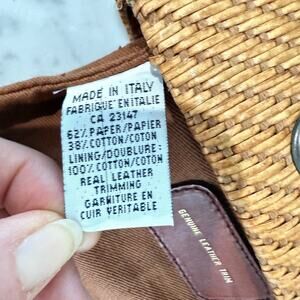 MADE IN ITALY
FABRIQUE'EN ITALIE
CA 23147
62% PAPER/PAPIER
38% COTTON/COTON
LINING/DOUBLURE:
100% COTTON/COTON
REAL LEATHER
TRIMMING
GARNITURE EN
CUIR VERITABLE
GENUINE LEATHER TRIM